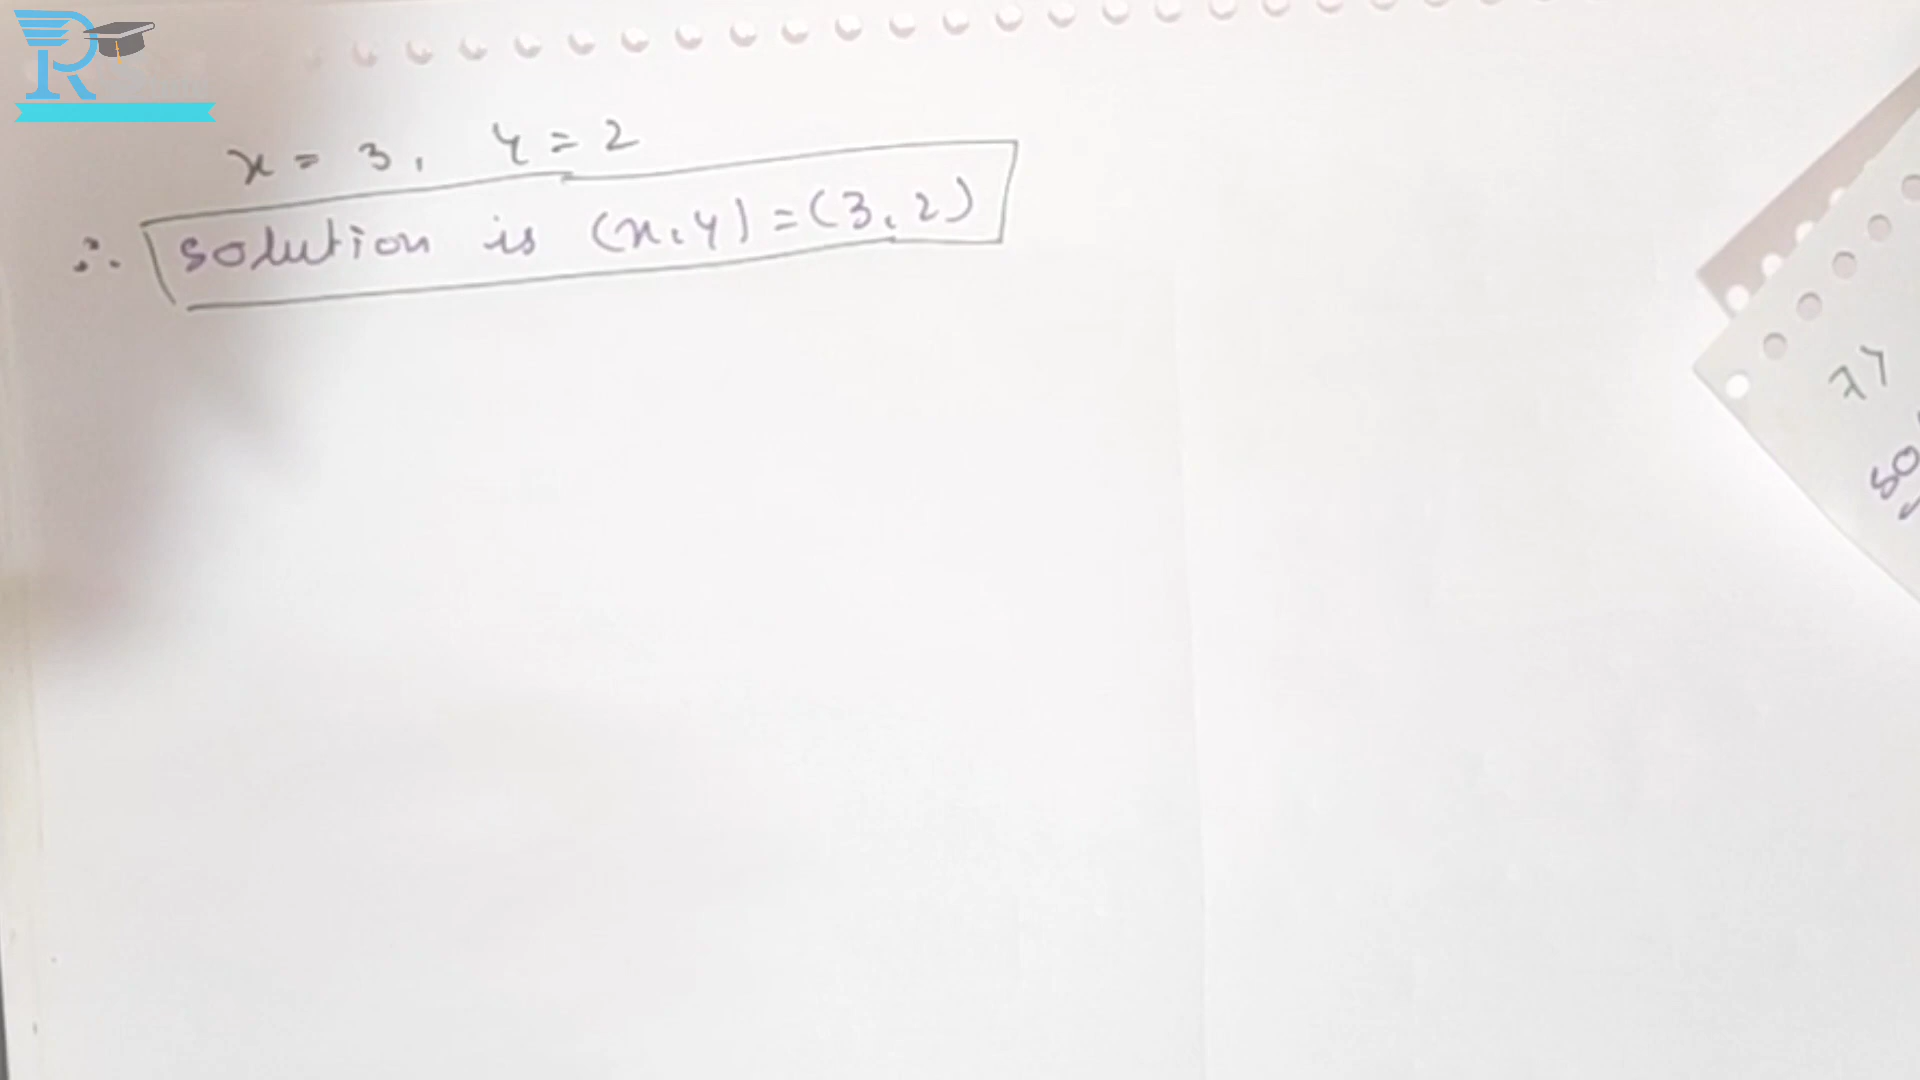 x = 3, y = 2
∴ solution is (x, y) = (3, 2)